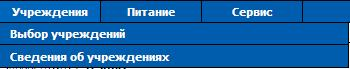 Учреждения Питание Сервис
Выбор учреждений
Сведения об учреждениях